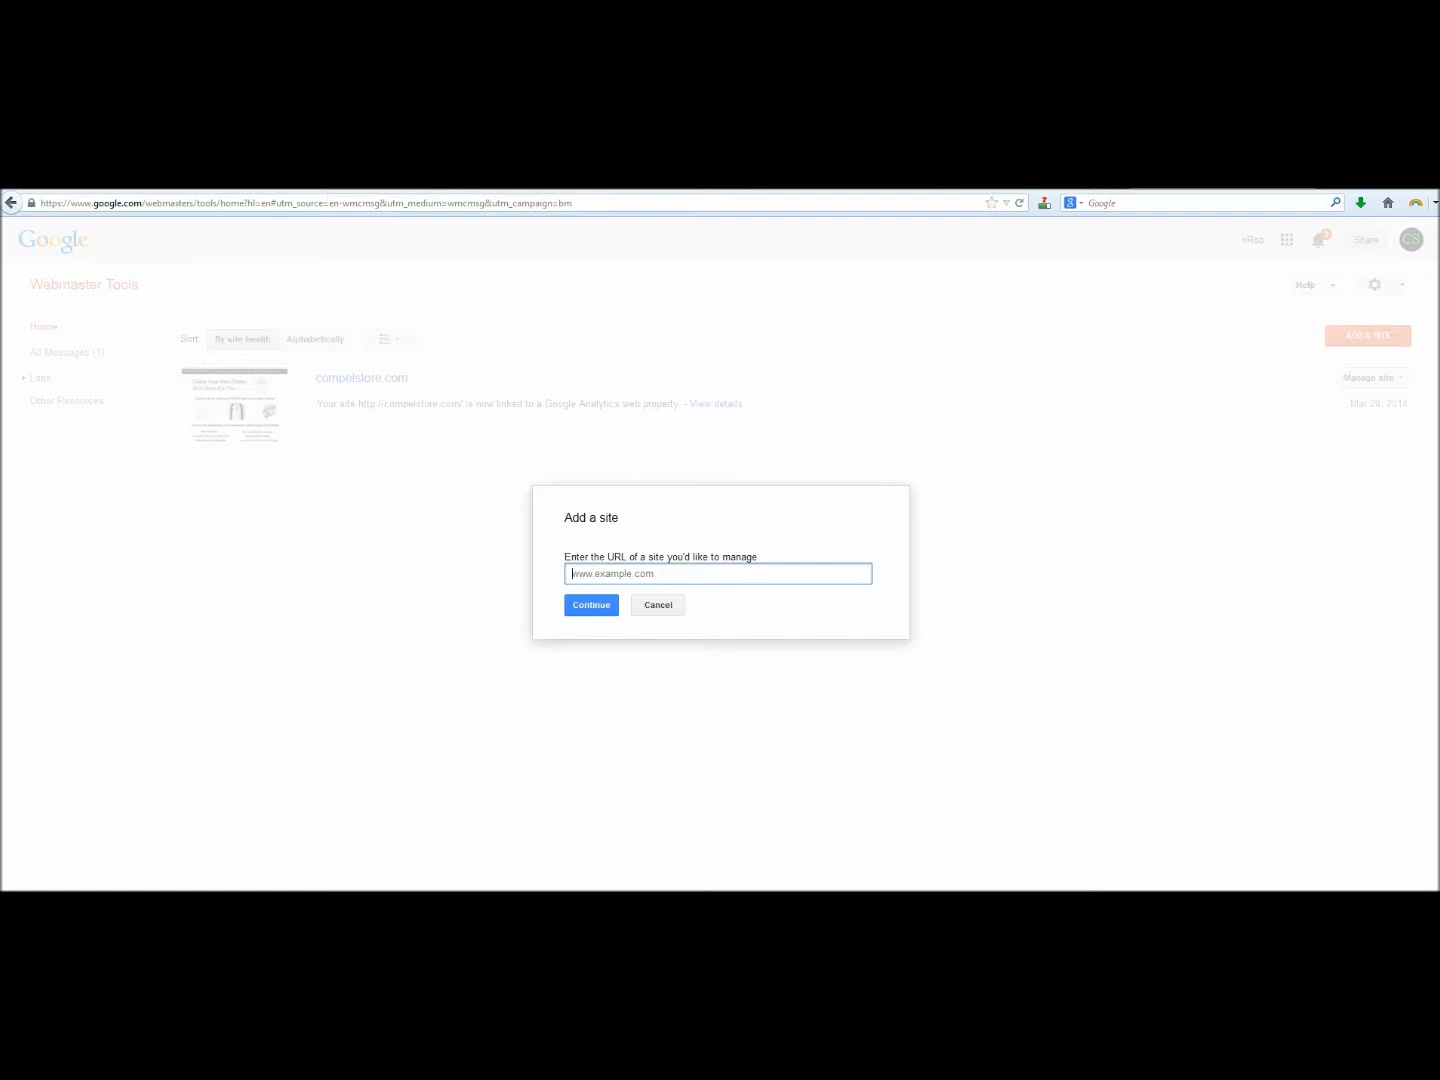 https://www.google.com/webmasters/tools/home?hl=en#utm_source=en-wmcmsg&utm_medium=wmcmsg&utm_campaign=bm
Google
Google
+Rob
Share
CS
Webmaster Tools
Help
Home
Sort:
By site health
Alphabetically
ADD A SITE
All Messages (1)
compelstore.com
Manage site
Labs
Other Resources
Your site http://compelstore.com/ is now linked to a Google Analytics web property. - View details
Mar 28, 2014
Add a site
Enter the URL of a site you'd like to manage
www.example.com
Continue
Cancel